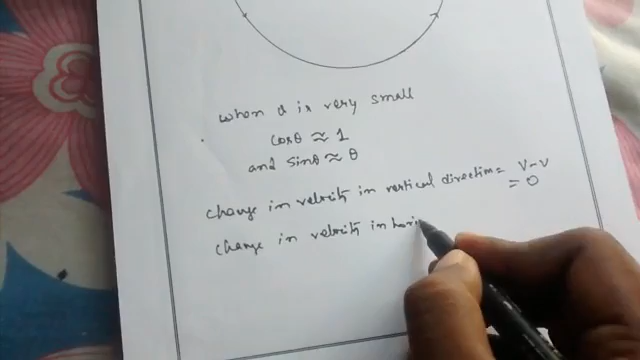 when θ is very small
cosθ ≈ 1
and sinθ ≈ θ
change in velocity in vertical direction = V-V
= 0
change in velocity in hori